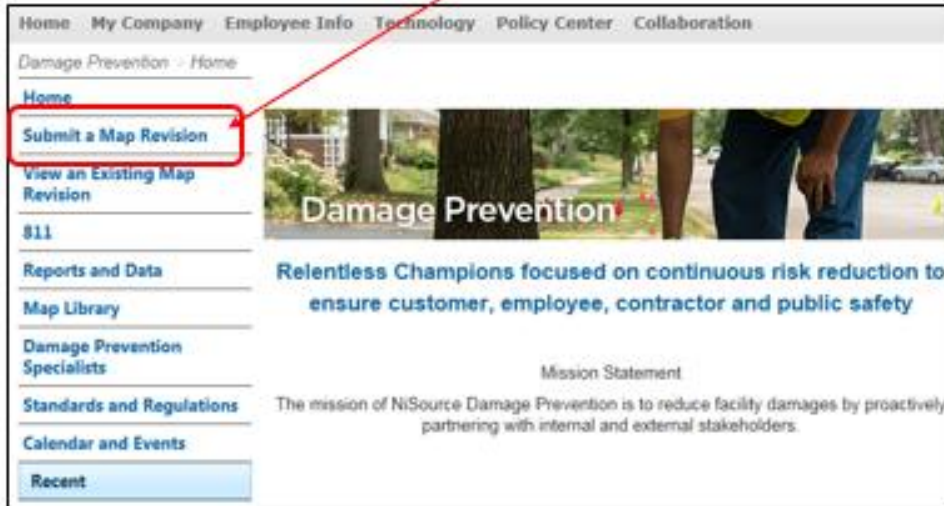 Home My Company Employee Info Technology Policy Center Collaboration
Damage Prevention › Home
Home
Submit a Map Revision
View an Existing Map
Revision
811
Reports and Data
Map Library
Damage Prevention
Specialists
Standards and Regulations
Calendar and Events
Recent
Damage Prevention
Relentless Champions focused on continuous risk reduction to
ensure customer, employee, contractor and public safety
Mission Statement
The mission of NiSource Damage Prevention is to reduce facility damages by proactively
partnering with internal and external stakeholders.